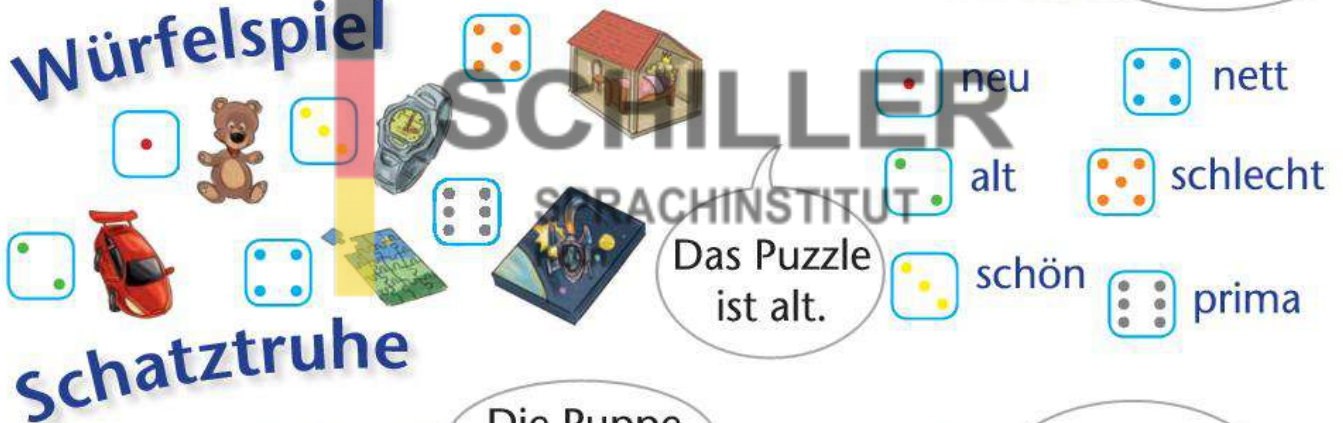 Würfelspiel
SCHILLER
SPRACHINSTITUT
neu
nett
alt
schlecht
schön
prima
Das Puzzle
ist alt.
Schatztruhe
Die Puppe